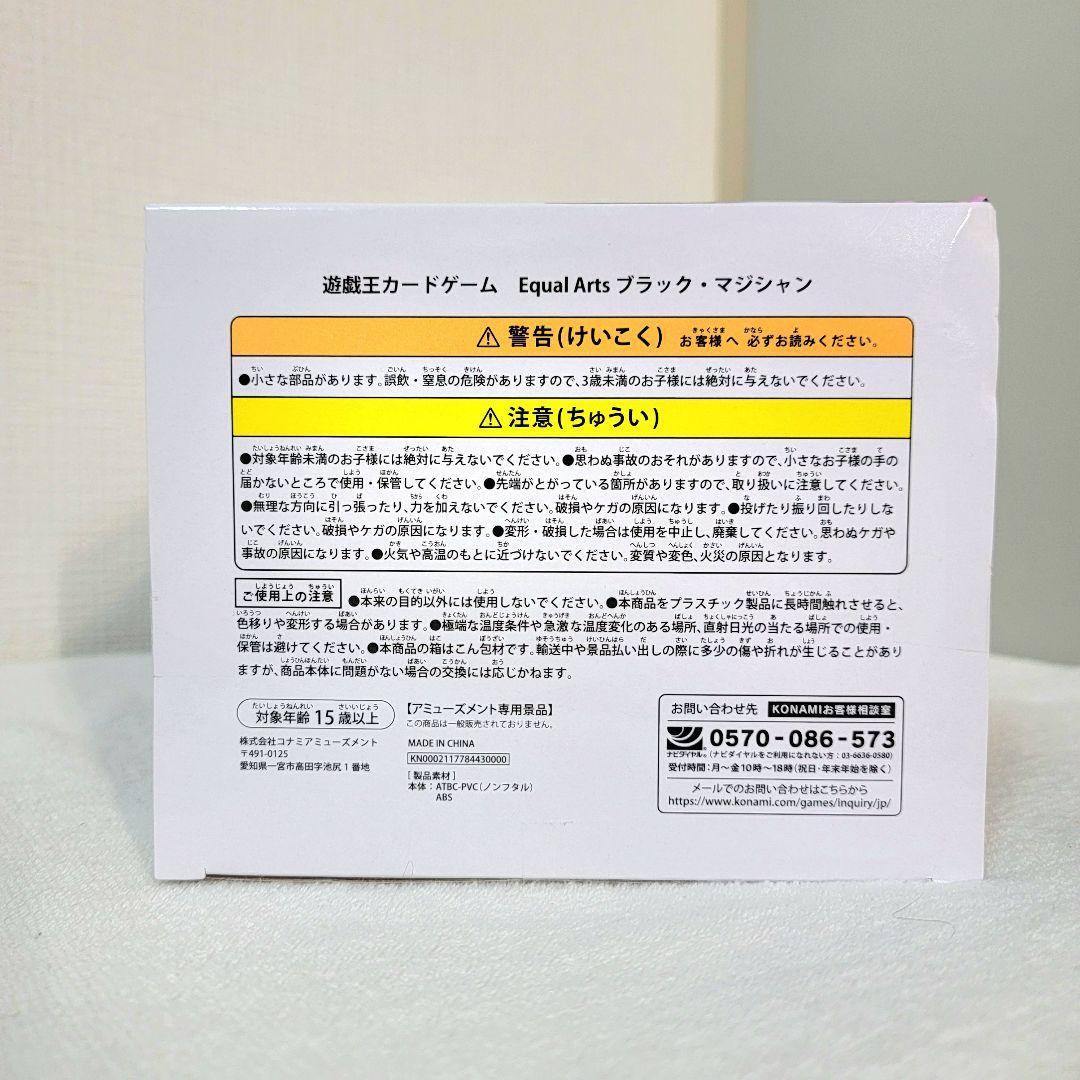 遊戯王カードゲーム Equal Arts ブラック・マジシャン
⚠ 警告(けいこく) お客様へ 必ずお読みください。
●小さな部品があります。誤飲・窒息の危険がありますので、3歳未満のお子様には絶対に与えないでください。
⚠ 注意(ちゅうい)
●対象年齢未満のお子様には絶対に与えないでください。●思わぬ事故のおそれがありますので、小さなお子様の手の
届かないところで使用・保管してください。●先端がとがっている箇所がありますので、取り扱いに注意してください。
●無理な方向に引っ張ったり、力を加えないでください。破損やケガの原因になります。●投げたり振り回したりしな
いでください。破損やケガの原因になります。●変形・破損した場合は使用を中止し、廃棄してください。思わぬケガや
事故の原因になります。●火気や高温のもとに近づけないでください。変質や変色、火災の原因となります。
ご使用上の注意 ●本来の目的以外には使用しないでください。●本商品をプラスチック製品に長時間触れさせると、
色移りや変形する場合があります。●極端な温度条件や急激な温度変化のある場所、直射日光の当たる場所での使用・
保管は避けてください。●本商品の箱はこん包材です。輸送中や景品払い出しの際に多少の傷や折れが生じることがあり
ますが、商品本体に問題がない場合の交換には応じかねます。
対象年齢 15歳以上
株式会社コナミアミューズメント
〒491-0125
愛知県一宮市高田字池尻1番地
【アミューズメント専用景品】
この商品は一般販売されておりません。
MADE IN CHINA
KN0002117784430000
[製品素材]
本体：ATBC-PVC(ノンフタル)
ABS
お問い合わせ先 KONAMIお客様相談室
ナビダイヤル® 0570-086-573
(ナビダイヤルをご利用になれない方：03-6636-0580)
受付時間：月～金10時～18時(祝日・年末年始を除く)
メールでのお問い合わせはこちらから
https://www.konami.com/games/inquiry/jp/